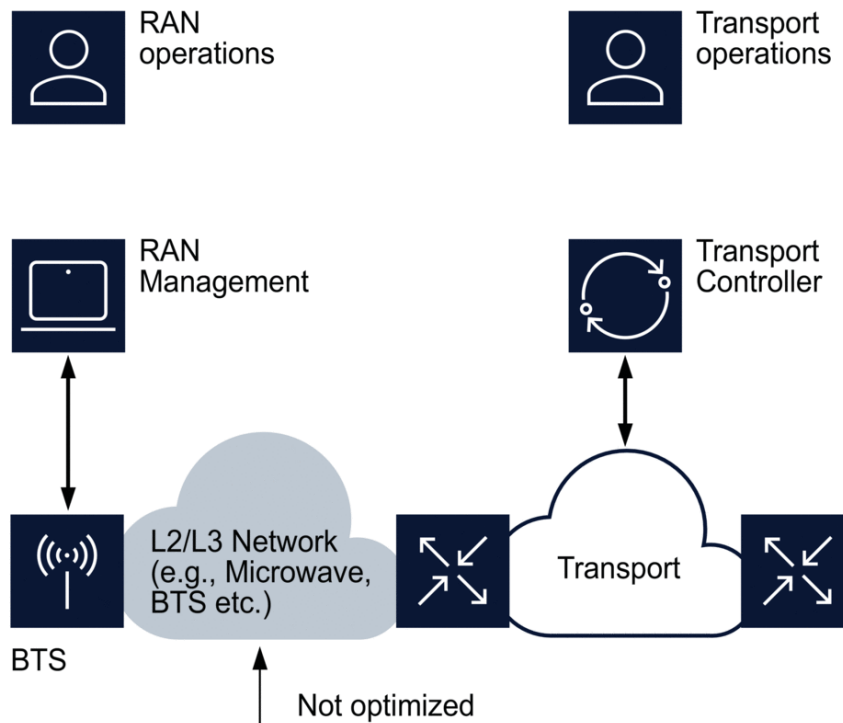 RAN
operations
Transport
operations
RAN
Management
Transport
Controller
L2/L3 Network
(e.g., Microwave,
BTS etc.)
Transport
BTS
Not optimized